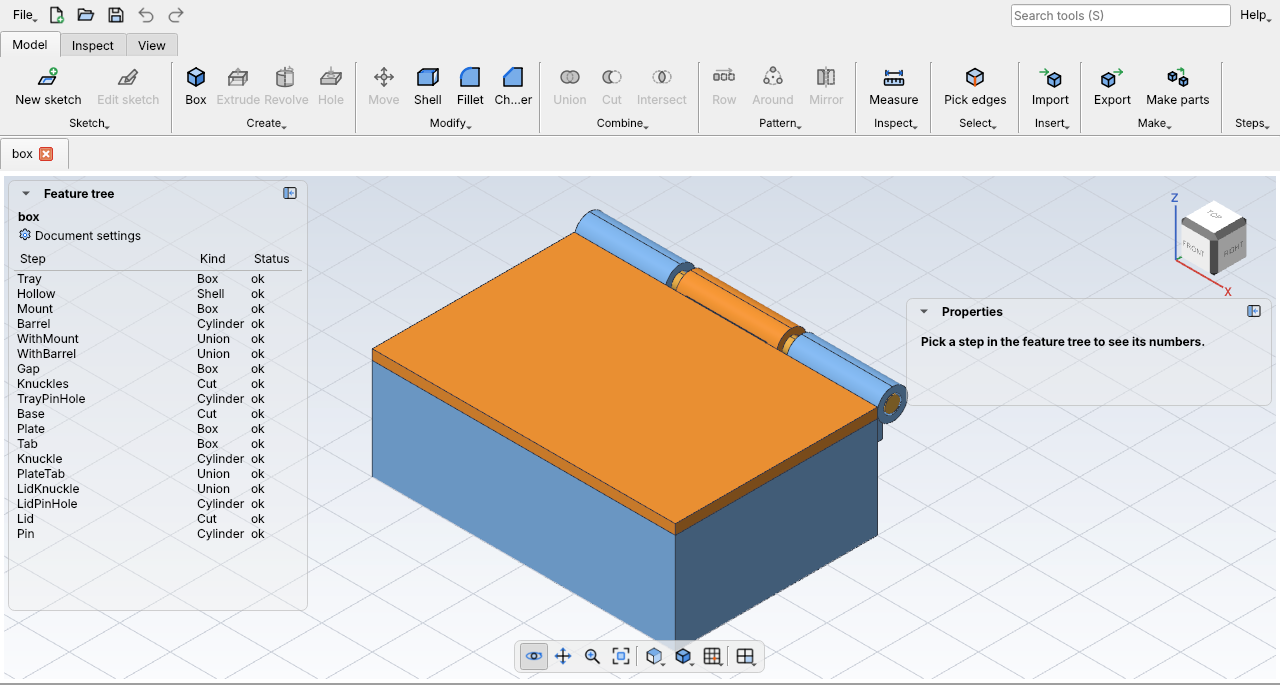 File
Search tools (S)
Help
Model Inspect View
New sketch Edit sketch Box Extrude Revolve Hole Move Shell Fillet Ch...er Union Cut Intersect Row Around Mirror Measure Pick edges Import Export Make parts
Sketch Create Modify Combine Pattern Inspect Select Insert Make Steps
box
Feature tree
box
Document settings
Step Kind Status
Tray Box ok
Hollow Shell ok
Mount Box ok
Barrel Cylinder ok
WithMount Union ok
WithBarrel Union ok
Gap Box ok
Knuckles Cut ok
TrayPinHole Cylinder ok
Base Cut ok
Plate Box ok
Tab Box ok
Knuckle Cylinder ok
PlateTab Union ok
LidKnuckle Union ok
LidPinHole Cylinder ok
Lid Cut ok
Pin Cylinder ok
Z
TOP
FRONT RIGHT
X
Properties
Pick a step in the feature tree to see its numbers.